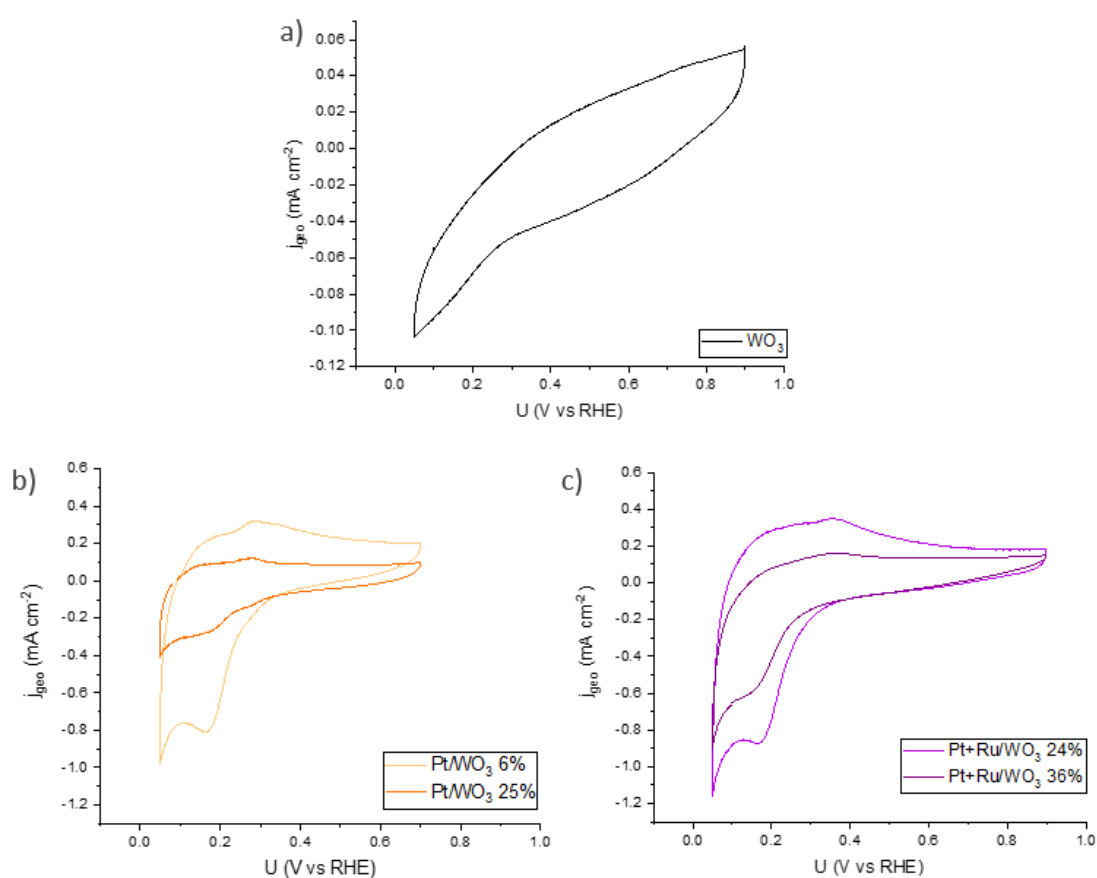 a)
0.06
0.04
0.02
0.00
-0.02
-0.04
-0.06
-0.08
-0.10
-0.12
j_geo (mA cm⁻²)
WO₃
0.0 0.2 0.4 0.6 0.8 1.0
U (V vs RHE)
b)
0.6
0.4
0.2
0.0
-0.2
-0.4
-0.6
-0.8
-1.0
-1.2
j_geo (mA cm⁻²)
Pt/WO₃ 6%
Pt/WO₃ 25%
0.0 0.2 0.4 0.6 0.8 1.0
U (V vs RHE)
c)
0.6
0.4
0.2
0.0
-0.2
-0.4
-0.6
-0.8
-1.0
-1.2
j_geo (mA cm⁻²)
Pt+Ru/WO₃ 24%
Pt+Ru/WO₃ 36%
0.0 0.2 0.4 0.6 0.8 1.0
U (V vs RHE)